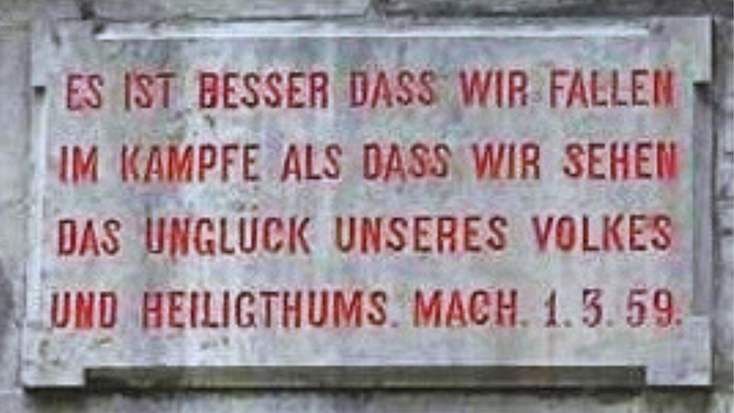 ES IST BESSER DASS WIR FALLEN
IM KAMPFE ALS DASS WIR SEHEN
DAS UNGLUCK UNSERES VOLKES
UND HEILIGTHUMS. MACH. 1.3.59.